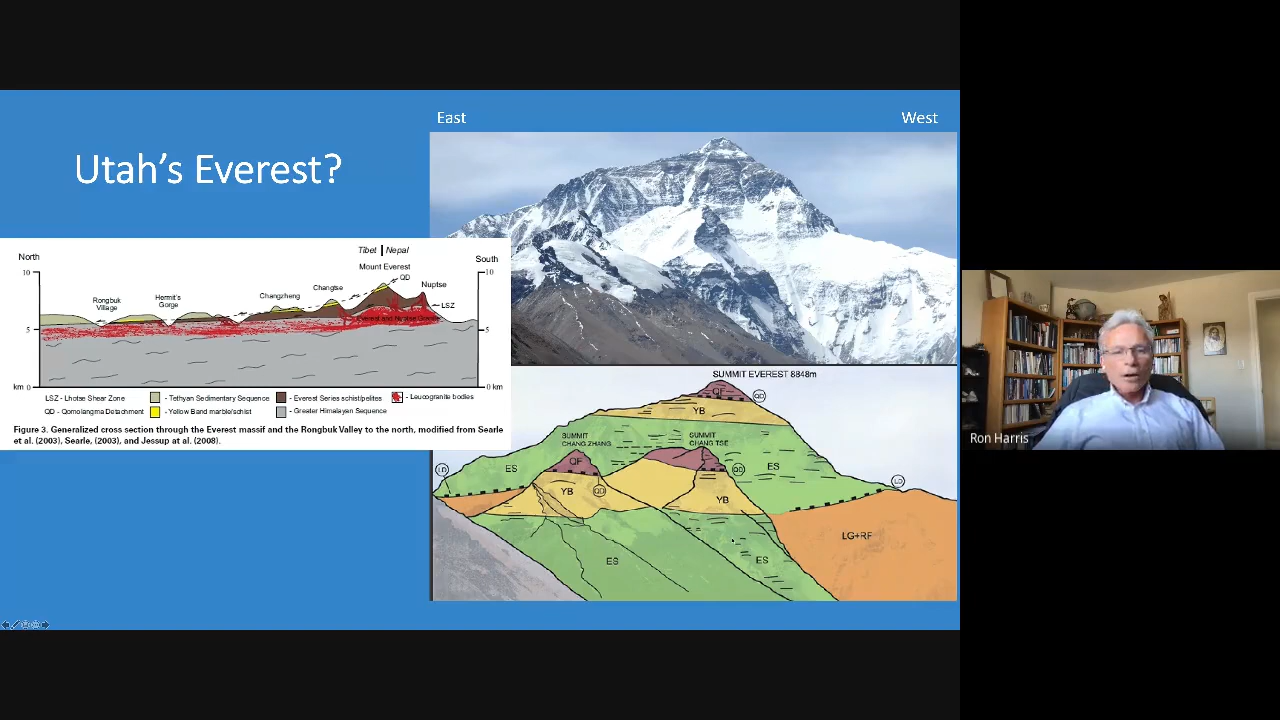 East
West
Utah's Everest?
North
Tibet | Nepal
South
10
Mount Everest
QD
10
Changtse
Nuptse
Rongbuk
Village
Hermit's
Gorge
Changzheng
LSZ
Everest and Nuptse Granite
5
5
km 0
0 km
LSZ - Lhotse Shear Zone
- Tethyan Sedimentary Sequence
- Everest Series schist/pelites
- Leucogranite bodies
QD - Qomolangma Detachment
- Yellow Band marble/schist
- Greater Himalayan Sequence
Figure 3. Generalized cross section through the Everest massif and the Rongbuk Valley to the north, modified from Searle
et al. (2003), Searle, (2003), and Jessup at al. (2008).
SUMMIT EVEREST 8848m
QF
QD
YB
SUMMIT
CHANG ZHANG
SUMMIT
CHANG TSE
LD
ES
QF
QD
ES
LD
YB
QD
YB
LG+RF
ES
ES
Ron Harris